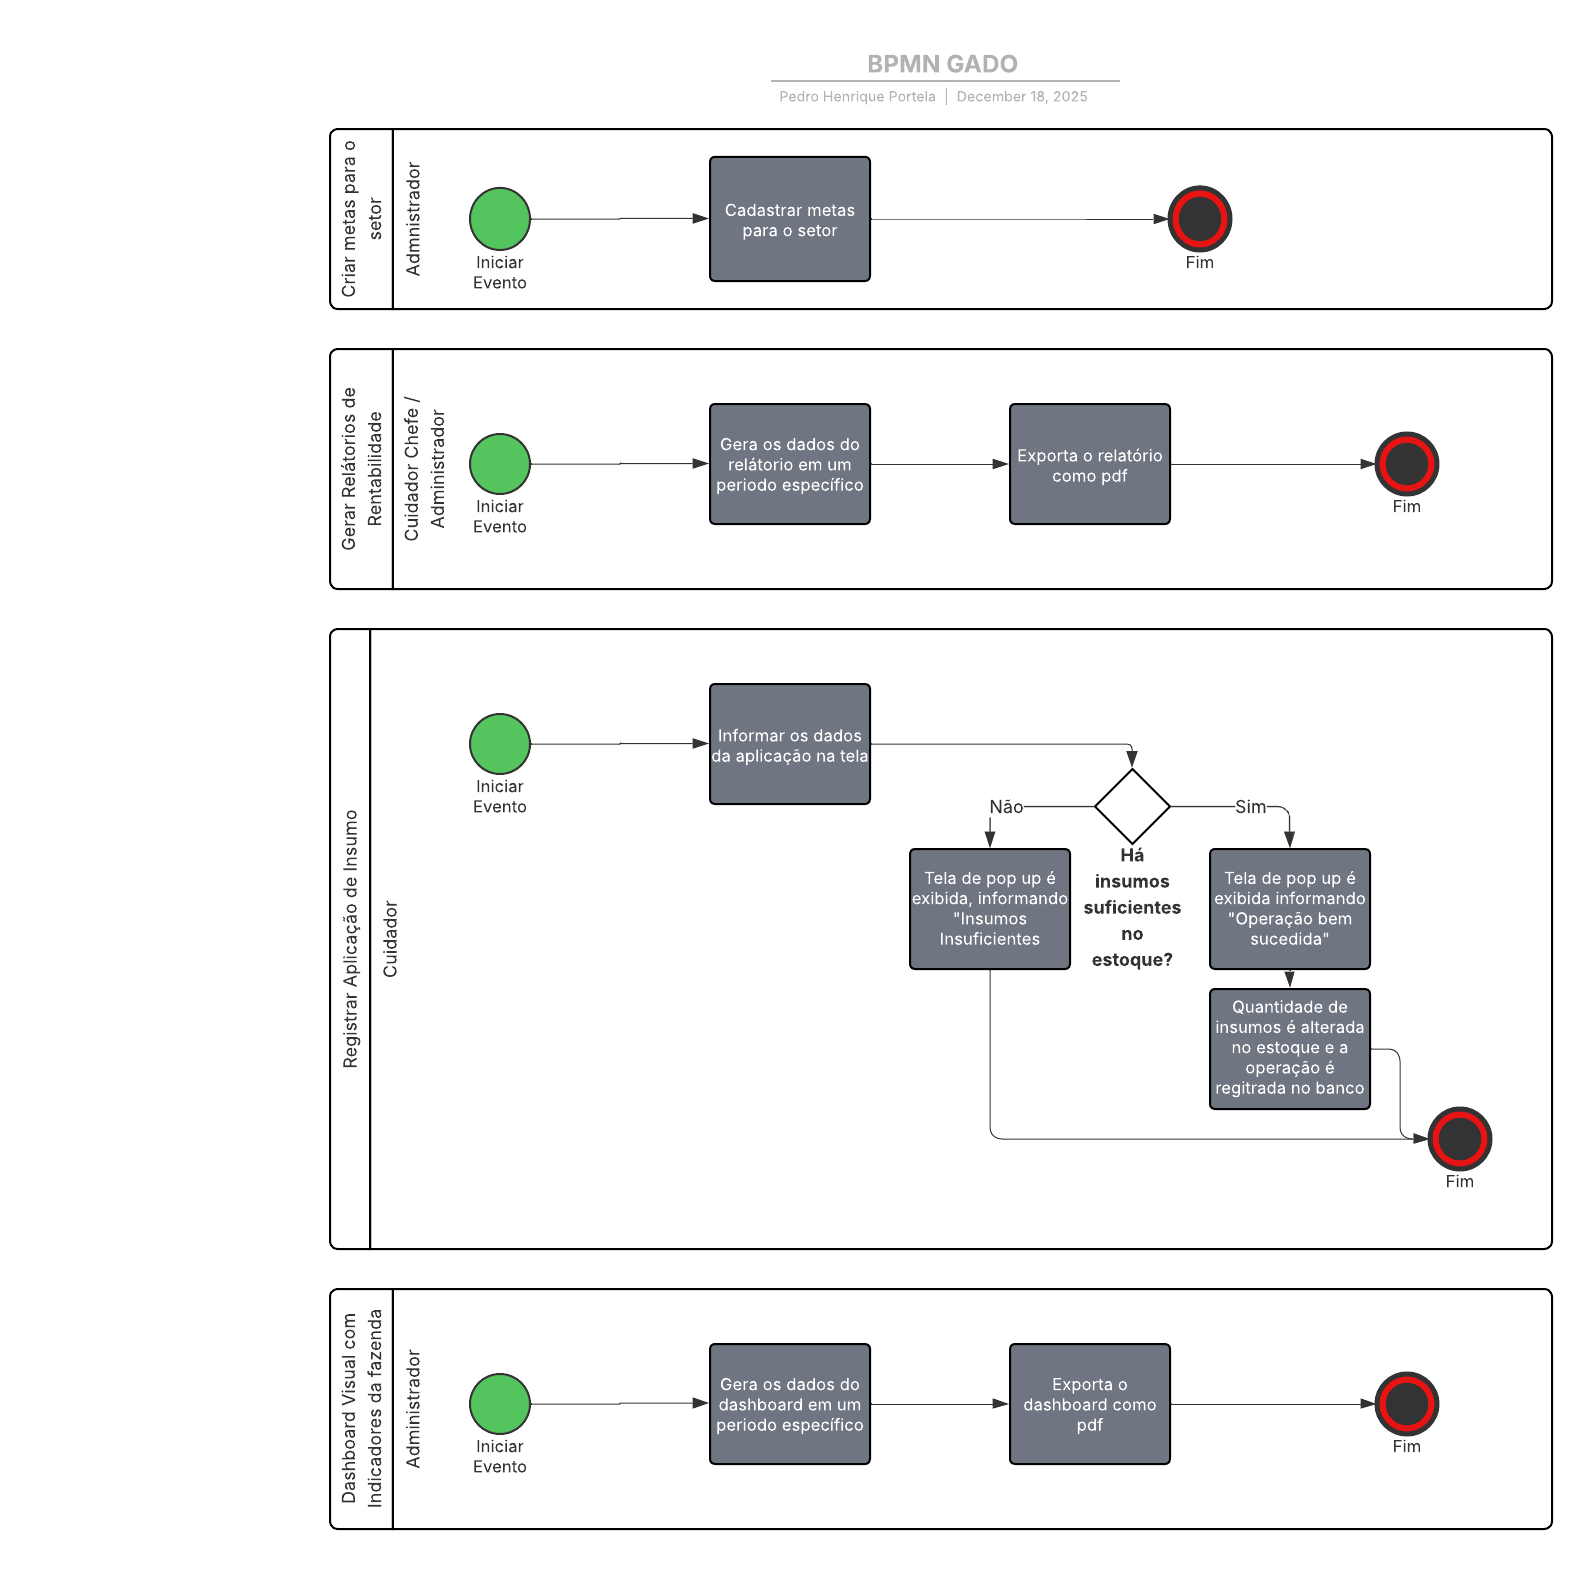 BPMN GADO
Pedro Henrique Portela | December 18, 2025
Criar metas para o
setor
Admnistrador
Iniciar
Evento
Cadastrar metas
para o setor
Fim
Gerar Relátorios de
Rentabilidade
Cuidador Chefe /
Administrador
Iniciar
Evento
Gera os dados do
relátorio em um
periodo específico
Exporta o relatório
como pdf
Fim
Registrar Aplicação de Insumo
Cuidador
Iniciar
Evento
Informar os dados
da aplicação na tela
Não
Sim
Há
insumos
suficientes
no
estoque?
Tela de pop up é
exibida, informando
"Insumos
Insuficientes
Tela de pop up é
exibida informando
"Operação bem
sucedida"
Quantidade de
insumos é alterada
no estoque e a
operação é
regitrada no banco
Fim
Dashboard Visual com
Indicadores da fazenda
Administrador
Iniciar
Evento
Gera os dados do
dashboard em um
periodo específico
Exporta o
dashboard como
pdf
Fim